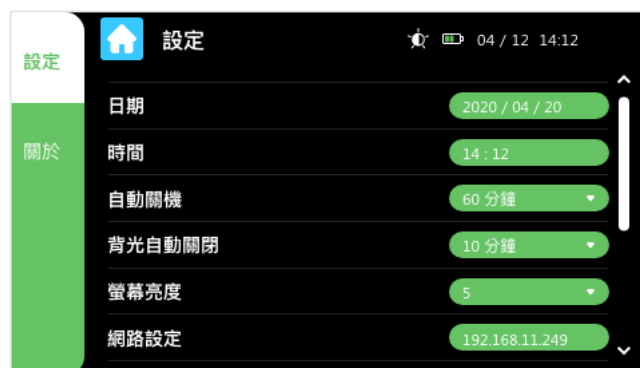 設定
關於
設定 04 / 12 14:12
日期 2020 / 04 / 20
時間 14 : 12
自動關機 60 分鐘
背光自動關閉 10 分鐘
螢幕亮度 5
網路設定 192.168.11.249